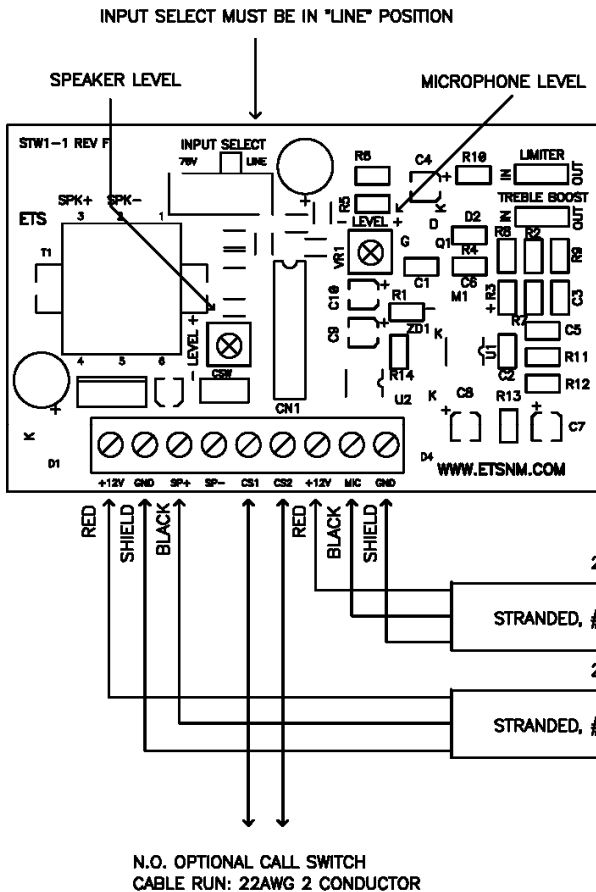 INPUT SELECT MUST BE IN "LINE" POSITION
SPEAKER LEVEL
MICROPHONE LEVEL
STW1-1 REV F
INPUT SELECT
70V
LINE
R6
C4
R10
LIMITER
IN
OUT
+
K
R5
TREBLE BOOST
IN
OUT
SPK+
SPK-
3
2
1
ETS
T1
LEVEL
+
-
VR1
G
D
D2
Q1
R4
R8
R2
R9
C1
C6
M1
C10
+
R1
+
R3
R7
C3
ZD1
C9
+
K
U1
C5
R14
C2
R11
R12
LEVEL
+
-
4
5
6
CSW
CN1
U2
K
C8
+
R13
+
C7
+
K
D1
D4
WWW.ETSNM.COM
+12V
GND
SP+
SP-
CS1
CS2
+12V
MIC
GND
RED
SHIELD
BLACK
RED
BLACK
SHIELD
2
STRANDED, #
2
STRANDED, #
N.O. OPTIONAL CALL SWITCH
CABLE RUN: 22AWG 2 CONDUCTOR